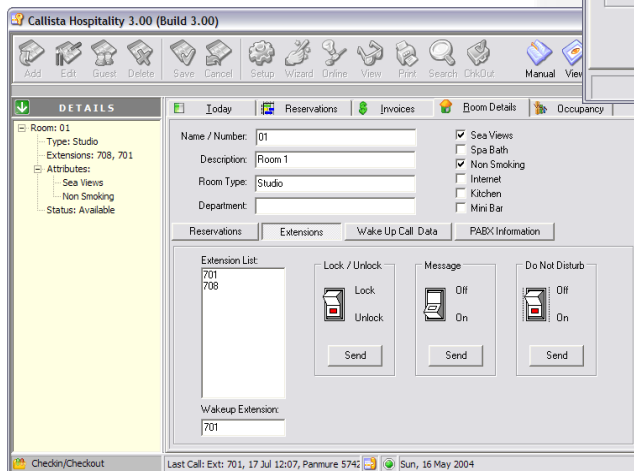 Callista Hospitality 3.00 (Build 3.00)
Add Edit Guest Delete Save Cancel Setup Wizard Online View Print Search ChkOut Manual View
DETAILS
Today Reservations Invoices Room Details Occupancy
Room: 01
Type: Studio
Extensions: 708, 701
Attributes:
Sea Views
Non Smoking
Status: Available
Name / Number: 01
Description: Room 1
Room Type: Studio
Department:
Sea Views
Spa Bath
Non Smoking
Internet
Kitchen
Mini Bar
Reservations Extensions Wake Up Call Data PABX Information
Extension List:
701
708
Lock / Unlock
Lock
Unlock
Send
Message
Off
On
Send
Do Not Disturb
Off
On
Send
Wakeup Extension:
701
Checkin/Checkout Last Call: Ext: 701, 17 Jul 12:07, Panmure 5742 Sun, 16 May 2004